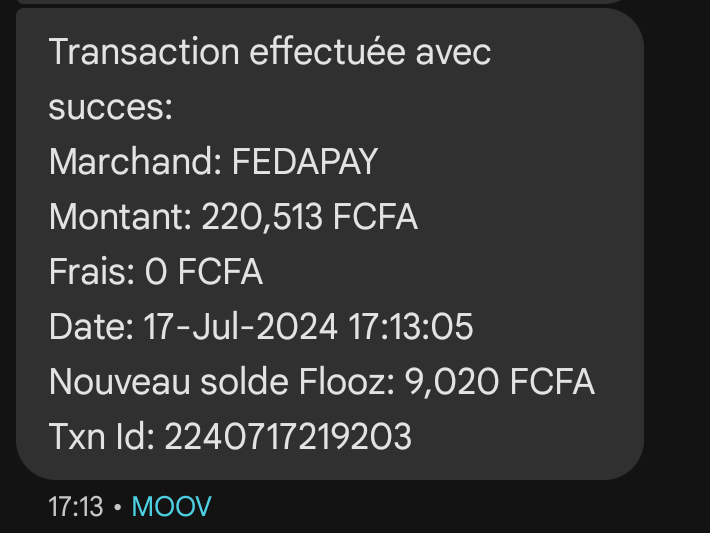 Transaction effectuée avec
succes:
Marchand: FEDAPAY
Montant: 220,513 FCFA
Frais: 0 FCFA
Date: 17-Jul-2024 17:13:05
Nouveau solde Flooz: 9,020 FCFA
Txn Id: 2240717219203
17:13 • MOOV